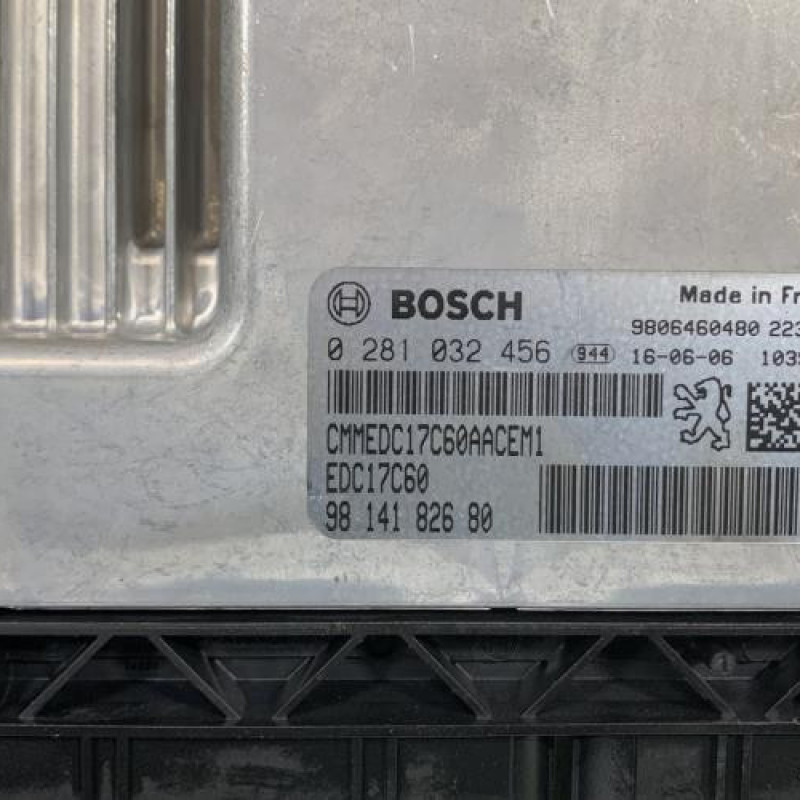 BOSCH Made in Fr
9806460480 223
0 281 032 456 944 16-06-06 1039
CMMEDC17C60AACEM1
EDC17C60
98 141 826 80